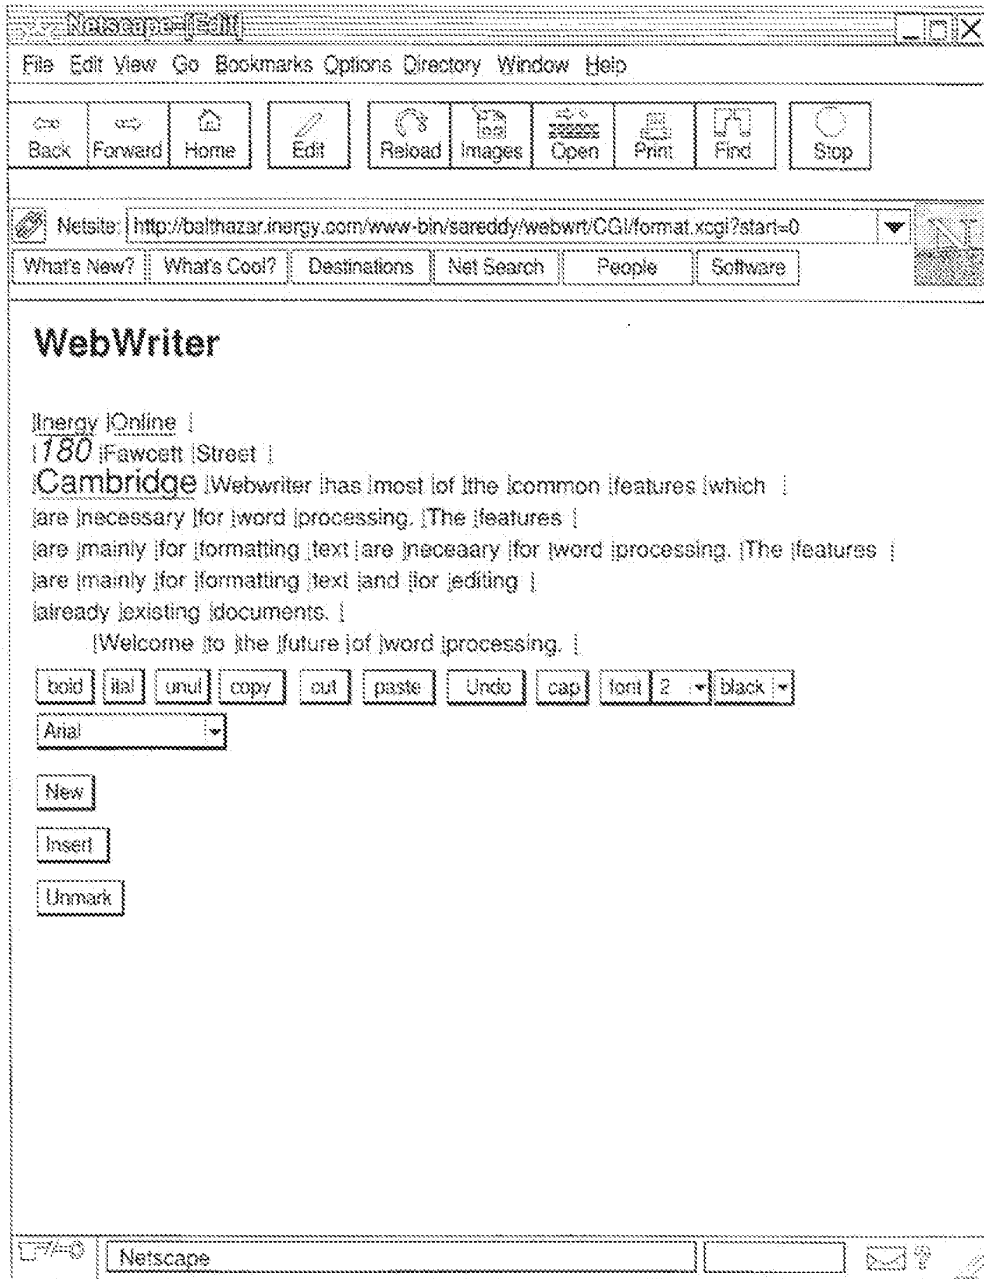 Netscape-[Edit]
File Edit View Go Bookmarks Options Directory Window Help
Back Forward Home Edit Reload Images Open Print Find Stop
Netsite: http://balthazar.inergy.com/www-bin/sareddy/webwrt/CGI/format.xcgi?start=0
N
What's New? What's Cool? Destinations Net Search People Software
WebWriter
|Inergy |Online |
|180 |Fawcett |Street |
|Cambridge |Webwriter |has |most |of |the |common |features |which |
|are |necessary |for |word |processing. |The |features |
|are |mainly |for |formatting |text |are |neceaary |for |word |processing. |The |features |
|are |mainly |for |formatting |text |and |for |editing |
|already |existing |documents. |
|Welcome |to |the |future |of |word |processing. |
bold ital unul copy cut paste Undo cap font 2 black
Arial
New
Insert
Unmark
Netscape